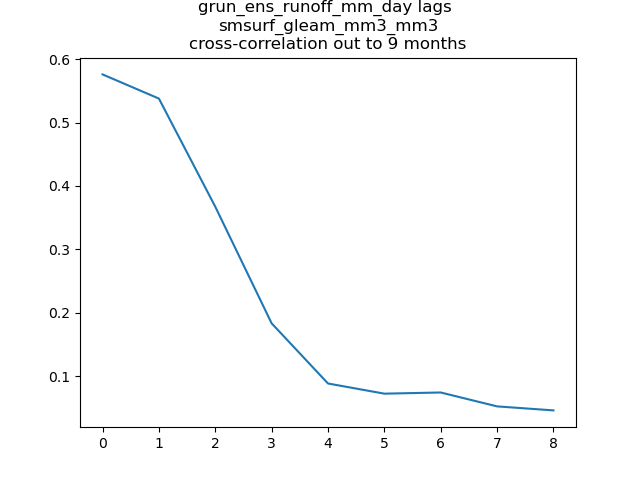 grun_ens_runoff_mm_day lags
smsurf_gleam_mm3_mm3
cross-correlation out to 9 months
0.6
0.5
0.4
0.3
0.2
0.1
0 1 2 3 4 5 6 7 8